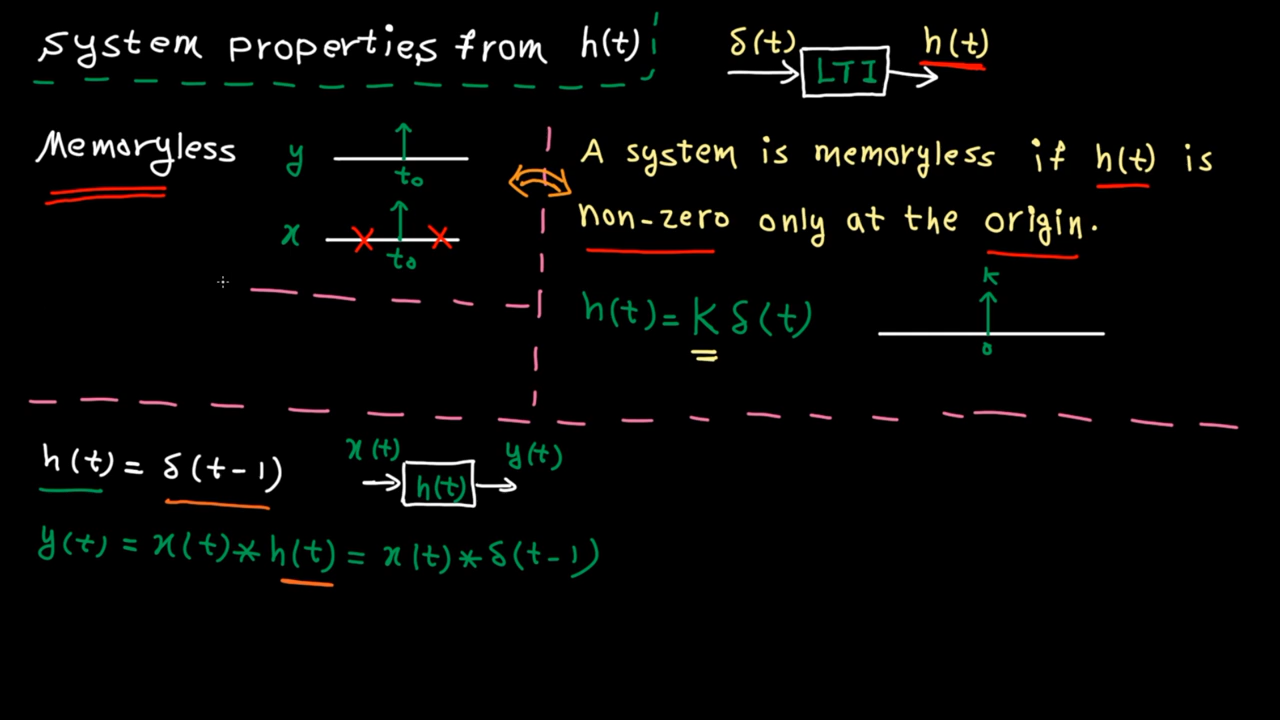 system properties from h(t)
δ(t) LTI h(t)
Memoryless
y
t₀
x
t₀
A system is memoryless if h(t) is
non-zero only at the origin.
h(t) = K δ(t)
K
0
h(t) = δ(t-1)
x(t) h(t) y(t)
y(t) = x(t) * h(t) = x(t) * δ(t-1)